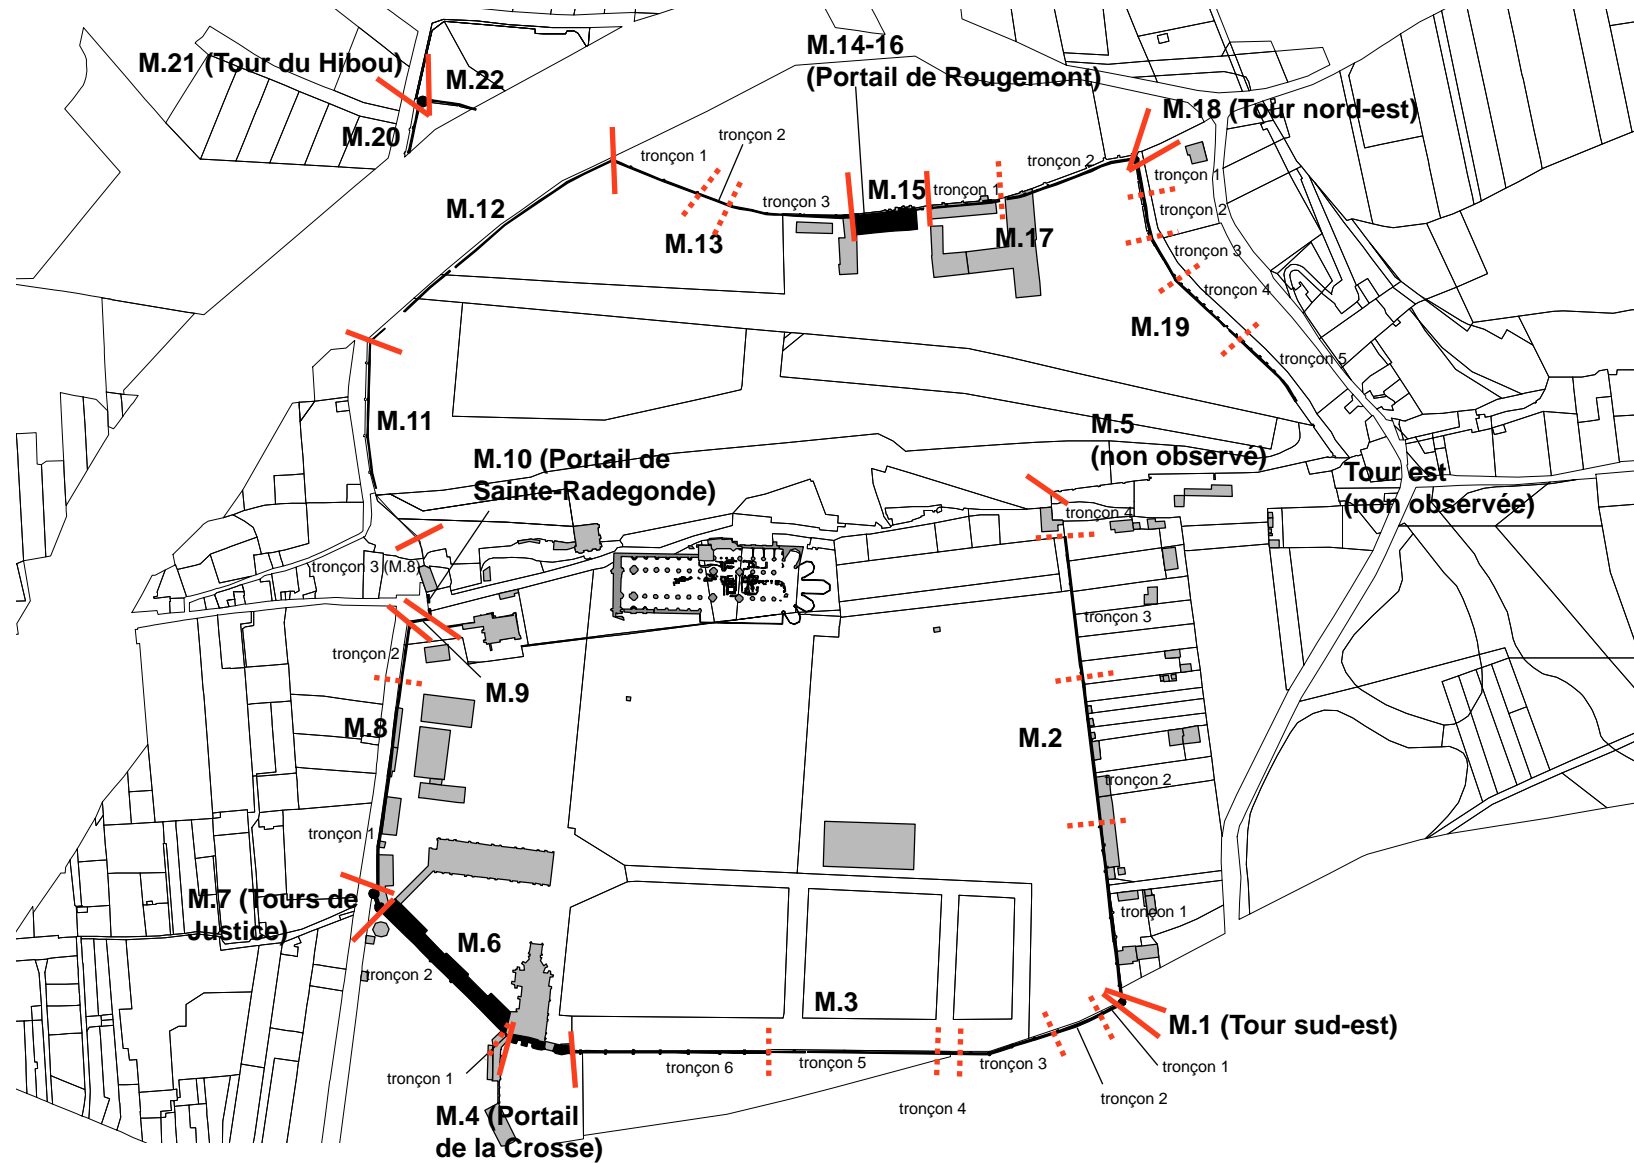 M.14-16
(Portail de Rougemont)
M.21 (Tour du Hibou)
M.22
M.20
M.18 (Tour nord-est)
tronçon 2
tronçon 1
tronçon 2
tronçon 1
M.15
tronçon 1
tronçon 3
tronçon 2
M.12
M.13
M.17
tronçon 3
tronçon 4
M.19
tronçon 5
M.11
M.5
(non observé)
M.10 (Portail de
Sainte-Radegonde)
Tour est
(non observée)
tronçon 4
tronçon 3 (M.8)
tronçon 3
tronçon 2
M.9
M.8
M.2
tronçon 2
tronçon 1
M.7 (Tours de
Justice)
tronçon 1
M.6
tronçon 2
M.3
M.1 (Tour sud-est)
tronçon 6
tronçon 5
tronçon 3
tronçon 1
tronçon 1
tronçon 2
tronçon 4
M.4 (Portail
de la Crosse)